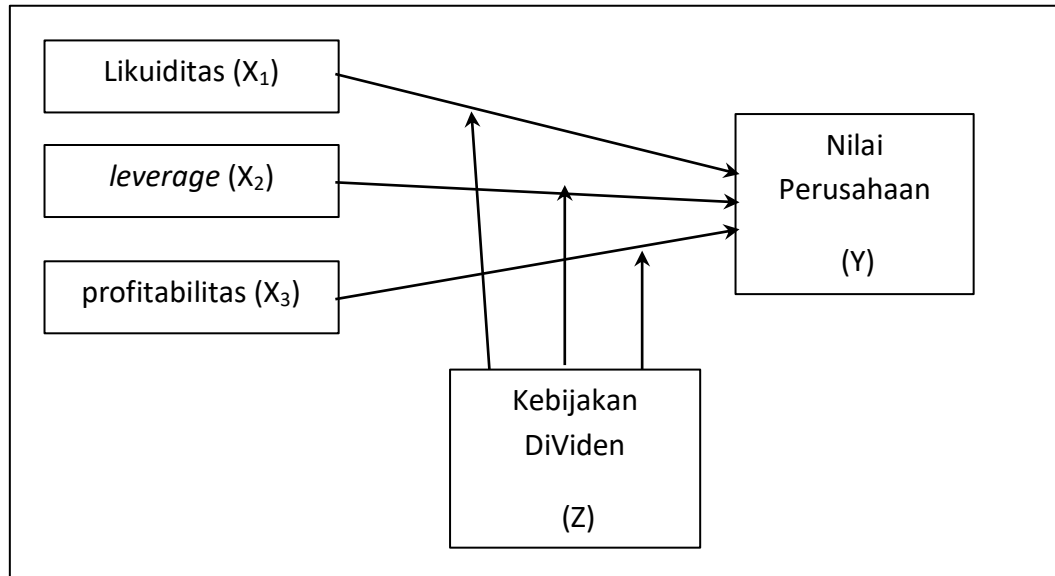 Likuiditas (X₁)
leverage (X₂)
profitabilitas (X₃)
Nilai
Perusahaan
(Y)
Kebijakan
DiViden
(Z)